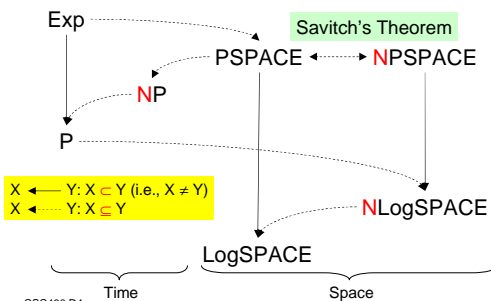 Savitch's Theorem
Exp
PSPACE
NPSPACE
NP
P
X Y: X ⊂ Y (i.e., X ≠ Y)
X Y: X ⊆ Y
NLogSPACE
LogSPACE
Time
Space